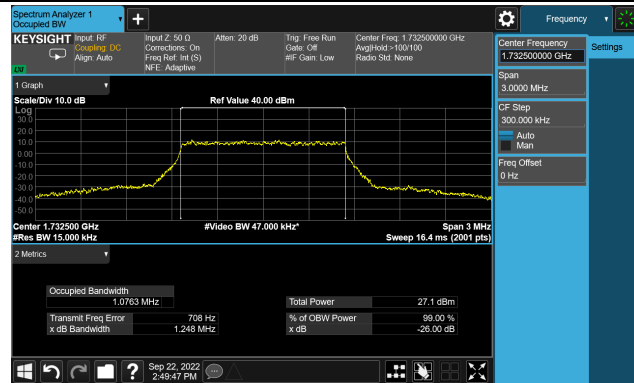 Spectrum Analyzer 1
Occupied BW
Frequency
KEYSIGHT
Input: RF
Coupling: DC
Align: Auto
Input Z: 50 Ω
Corrections: On
Freq Ref: Int (S)
NFE: Adaptive
Atten: 20 dB
Trig: Free Run
Gate: Off
#IF Gain: Low
Center Freq: 1.732500000 GHz
Avg|Hold:>100/100
Radio Std: None
LXI
Center Frequency
1.732500000 GHz
Settings
Span
3.0000 MHz
CF Step
300.000 kHz
Auto
Man
Freq Offset
0 Hz
1 Graph
Scale/Div 10.0 dB
Ref Value 40.00 dBm
Log
30.0
20.0
10.0
0.00
-10.0
-20.0
-30.0
-40.0
-50.0
Center 1.732500 GHz
#Video BW 47.000 kHz*
Span 3 MHz
#Res BW 15.000 kHz
Sweep 16.4 ms (2001 pts)
2 Metrics
Occupied Bandwidth
1.0763 MHz
Total Power
27.1 dBm
Transmit Freq Error
708 Hz
% of OBW Power
99.00 %
x dB Bandwidth
1.248 MHz
x dB
-26.00 dB
?
Sep 22, 2022
2:49:47 PM